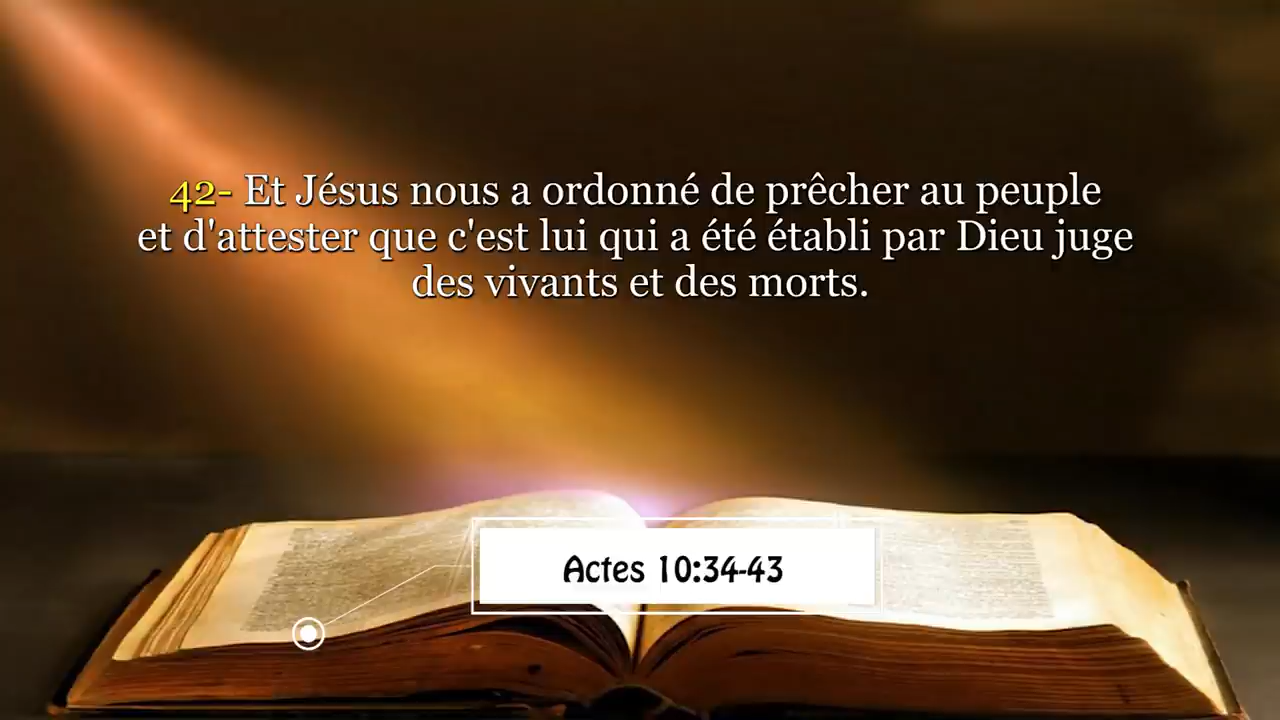 42- Et Jésus nous a ordonné de prêcher au peuple
et d'attester que c'est lui qui a été établi par Dieu juge
des vivants et des morts.
Actes 10:34-43